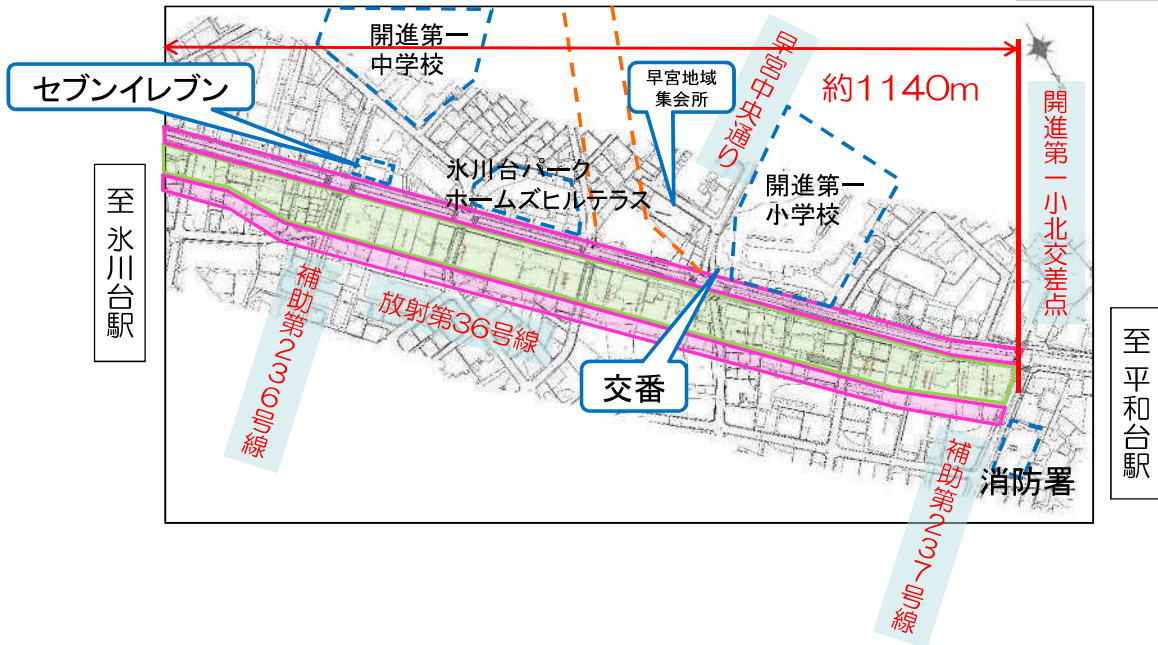 開進第一
中学校
セブンイレブン
早宮地域
集会所
早宮中央通り
約1140m
開進第一小北交差点
氷川台パーク
ホームズヒルテラス
開進第一
小学校
至 氷川台駅
補助第236号線
放射第36号線
交番
至 平和台駅
補助第237号線
消防署